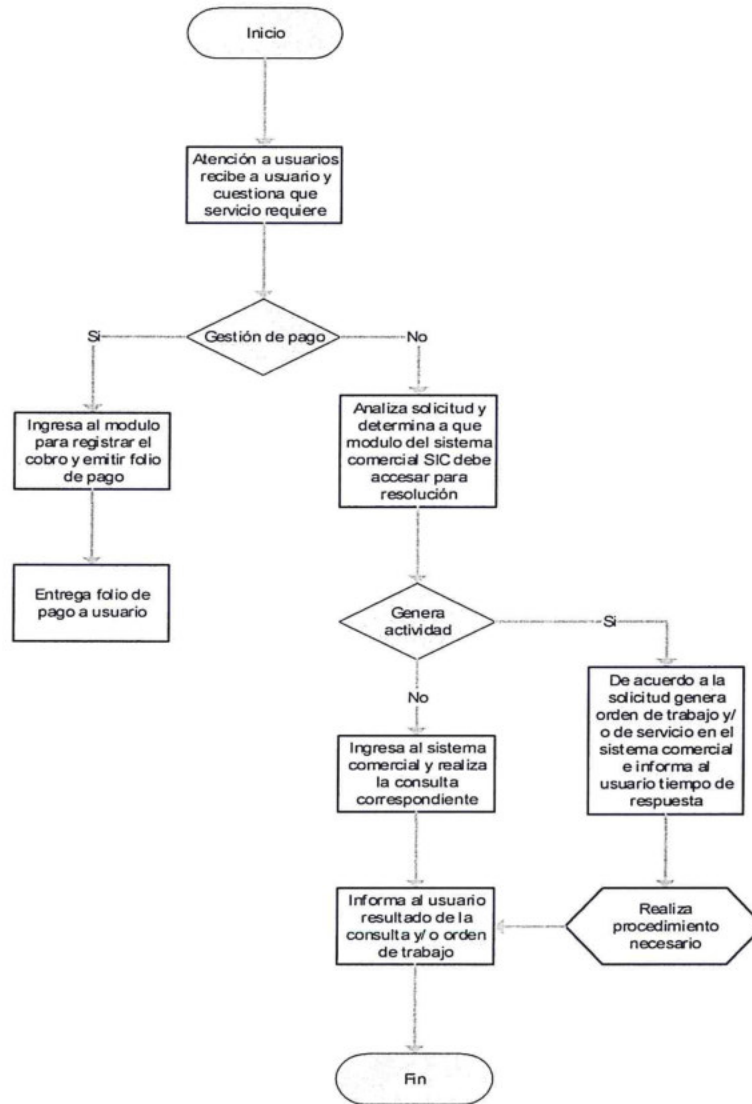 Inicio
Atención a usuarios
recibe a usuario y
cuestiona que
servicio requiere
Gestión de pago
Si
No
Ingresa al modulo
para registrar el
cobro y emitir folio
de pago
Analiza solicitud y
determina a que
modulo del sistema
comercial SIC debe
accesar para
resolución
Entrega folio de
pago a usuario
Genera
actividad
Si
No
De acuerdo a la
solicitud genera
orden de trabajo y/
o de servicio en el
sistema comercial
e informa al
usuario tiempo de
respuesta
Ingresa al sistema
comercial y realiza
la consulta
correspondiente
Informa al usuario
resultado de la
consulta y/ o orden
de trabajo
Realiza
procedimiento
necesario
Fin